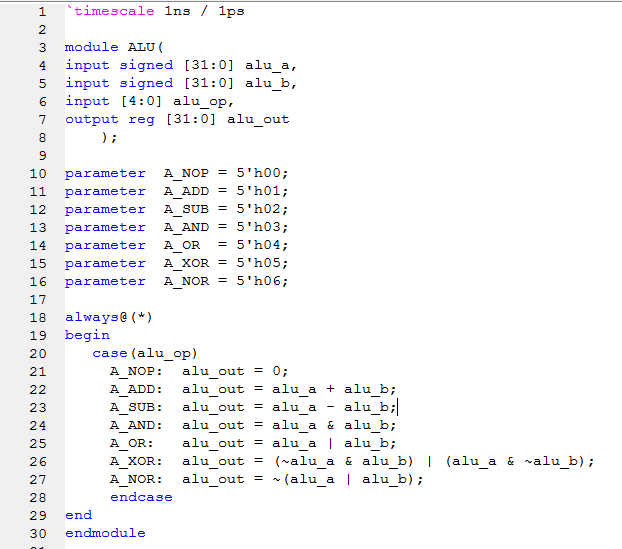 1 `timescale 1ns / 1ps
2
3 module ALU(
4 input signed [31:0] alu_a,
5 input signed [31:0] alu_b,
6 input [4:0] alu_op,
7 output reg [31:0] alu_out
8     );
9
10 parameter  A_NOP = 5'h00;
11 parameter  A_ADD = 5'h01;
12 parameter  A_SUB = 5'h02;
13 parameter  A_AND = 5'h03;
14 parameter  A_OR  = 5'h04;
15 parameter  A_XOR = 5'h05;
16 parameter  A_NOR = 5'h06;
17
18 always@(*)
19 begin
20    case(alu_op)
21      A_NOP:  alu_out = 0;
22      A_ADD:  alu_out = alu_a + alu_b;
23      A_SUB:  alu_out = alu_a - alu_b;
24      A_AND:  alu_out = alu_a & alu_b;
25      A_OR:   alu_out = alu_a | alu_b;
26      A_XOR:  alu_out = (~alu_a & alu_b) | (alu_a & ~alu_b);
27      A_NOR:  alu_out = ~(alu_a | alu_b);
28      endcase
29 end
30 endmodule